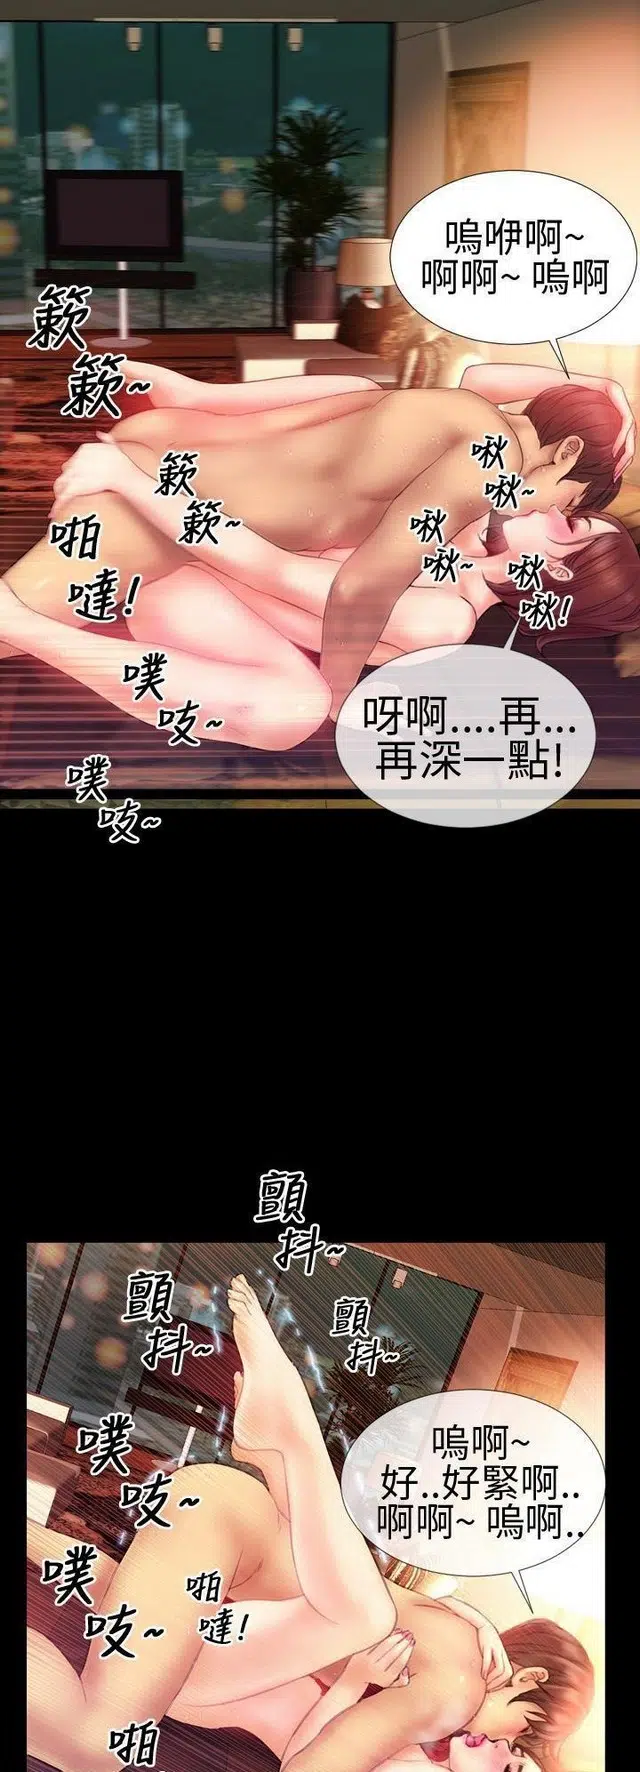 嗚咿啊~
啊啊~ 嗚啊
簌
簌~
簌
簌~
啾
啾~
啾
啾~
啾
啾!
啪
噠!
噗
吱~
噗
吱~
呀啊....再...
再深一點!
顫
抖~
顫
抖~
顫
抖~
噗
吱~
噗
吱~
啪
噠!
嗚啊~
好..好緊啊..
啊啊~ 嗚啊..
啪
噠!